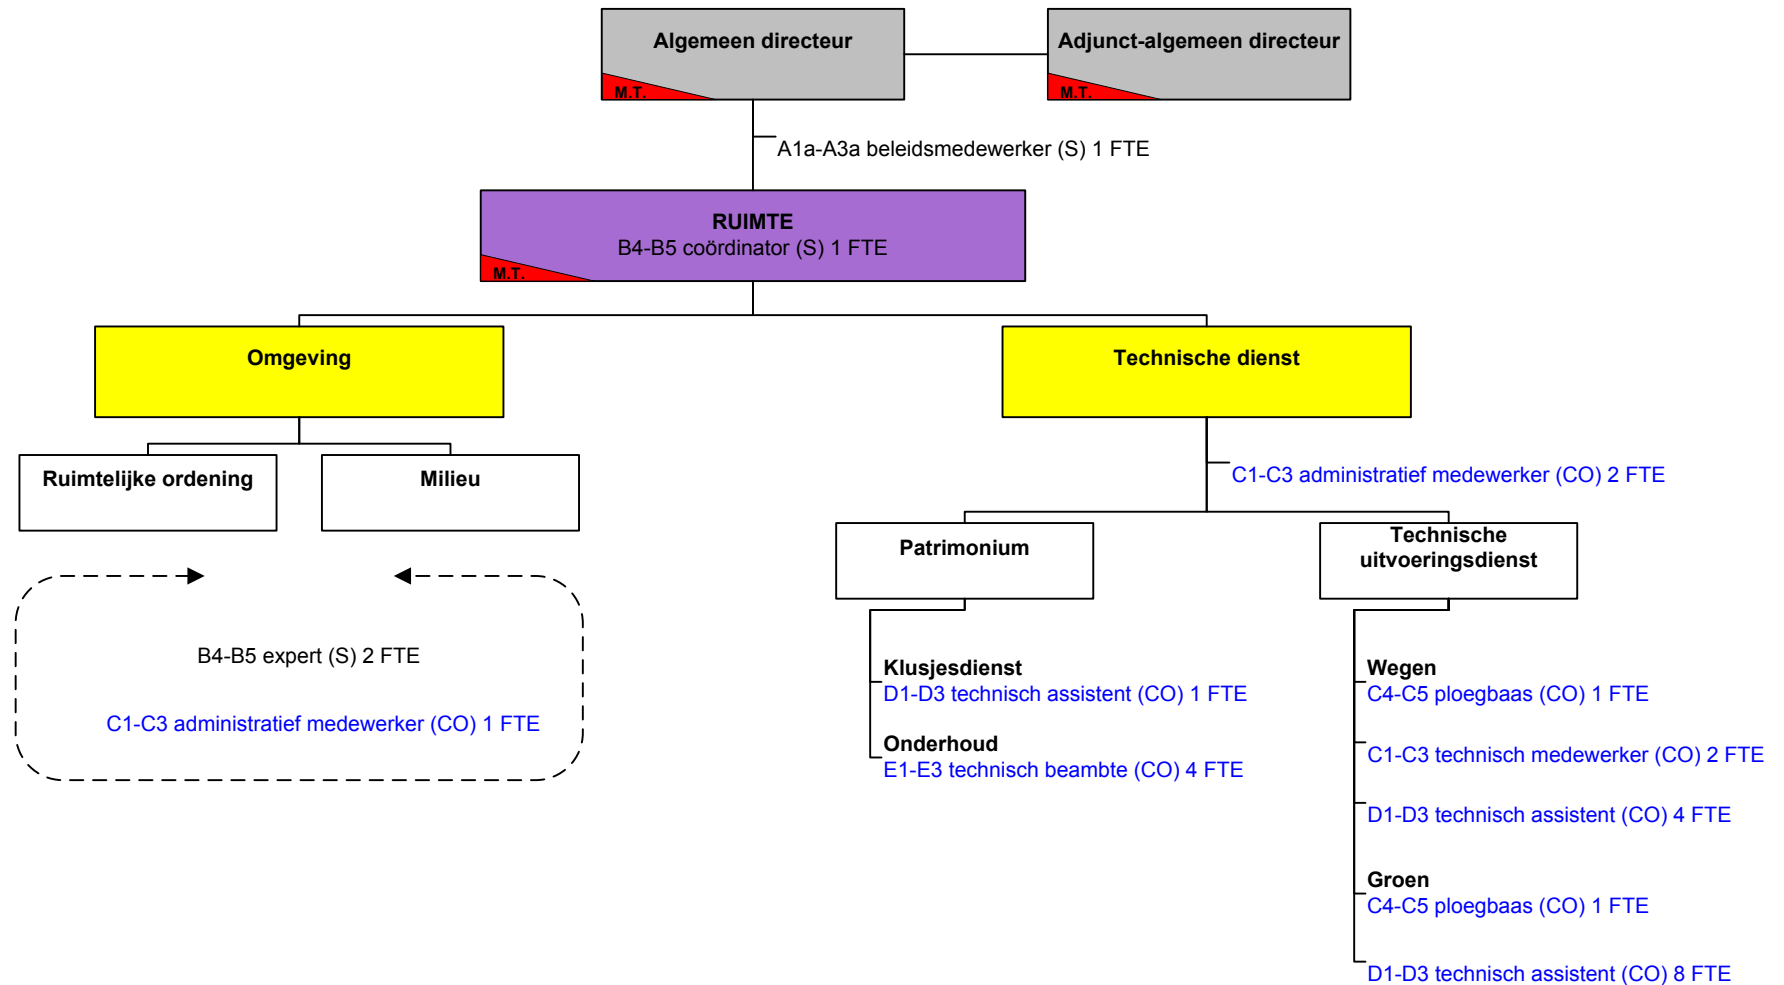 Algemeen directeur
M.T.
Adjunct-algemeen directeur
M.T.
A1a-A3a beleidsmedewerker (S) 1 FTE
RUIMTE
B4-B5 coördinator (S) 1 FTE
M.T.
Omgeving
Technische dienst
Ruimtelijke ordening
Milieu
C1-C3 administratief medewerker (CO) 2 FTE
Patrimonium
Technische
uitvoeringsdienst
B4-B5 expert (S) 2 FTE
C1-C3 administratief medewerker (CO) 1 FTE
Klusjesdienst
D1-D3 technisch assistent (CO) 1 FTE
Onderhoud
E1-E3 technisch beambte (CO) 4 FTE
Wegen
C4-C5 ploegbaas (CO) 1 FTE
C1-C3 technisch medewerker (CO) 2 FTE
D1-D3 technisch assistent (CO) 4 FTE
Groen
C4-C5 ploegbaas (CO) 1 FTE
D1-D3 technisch assistent (CO) 8 FTE